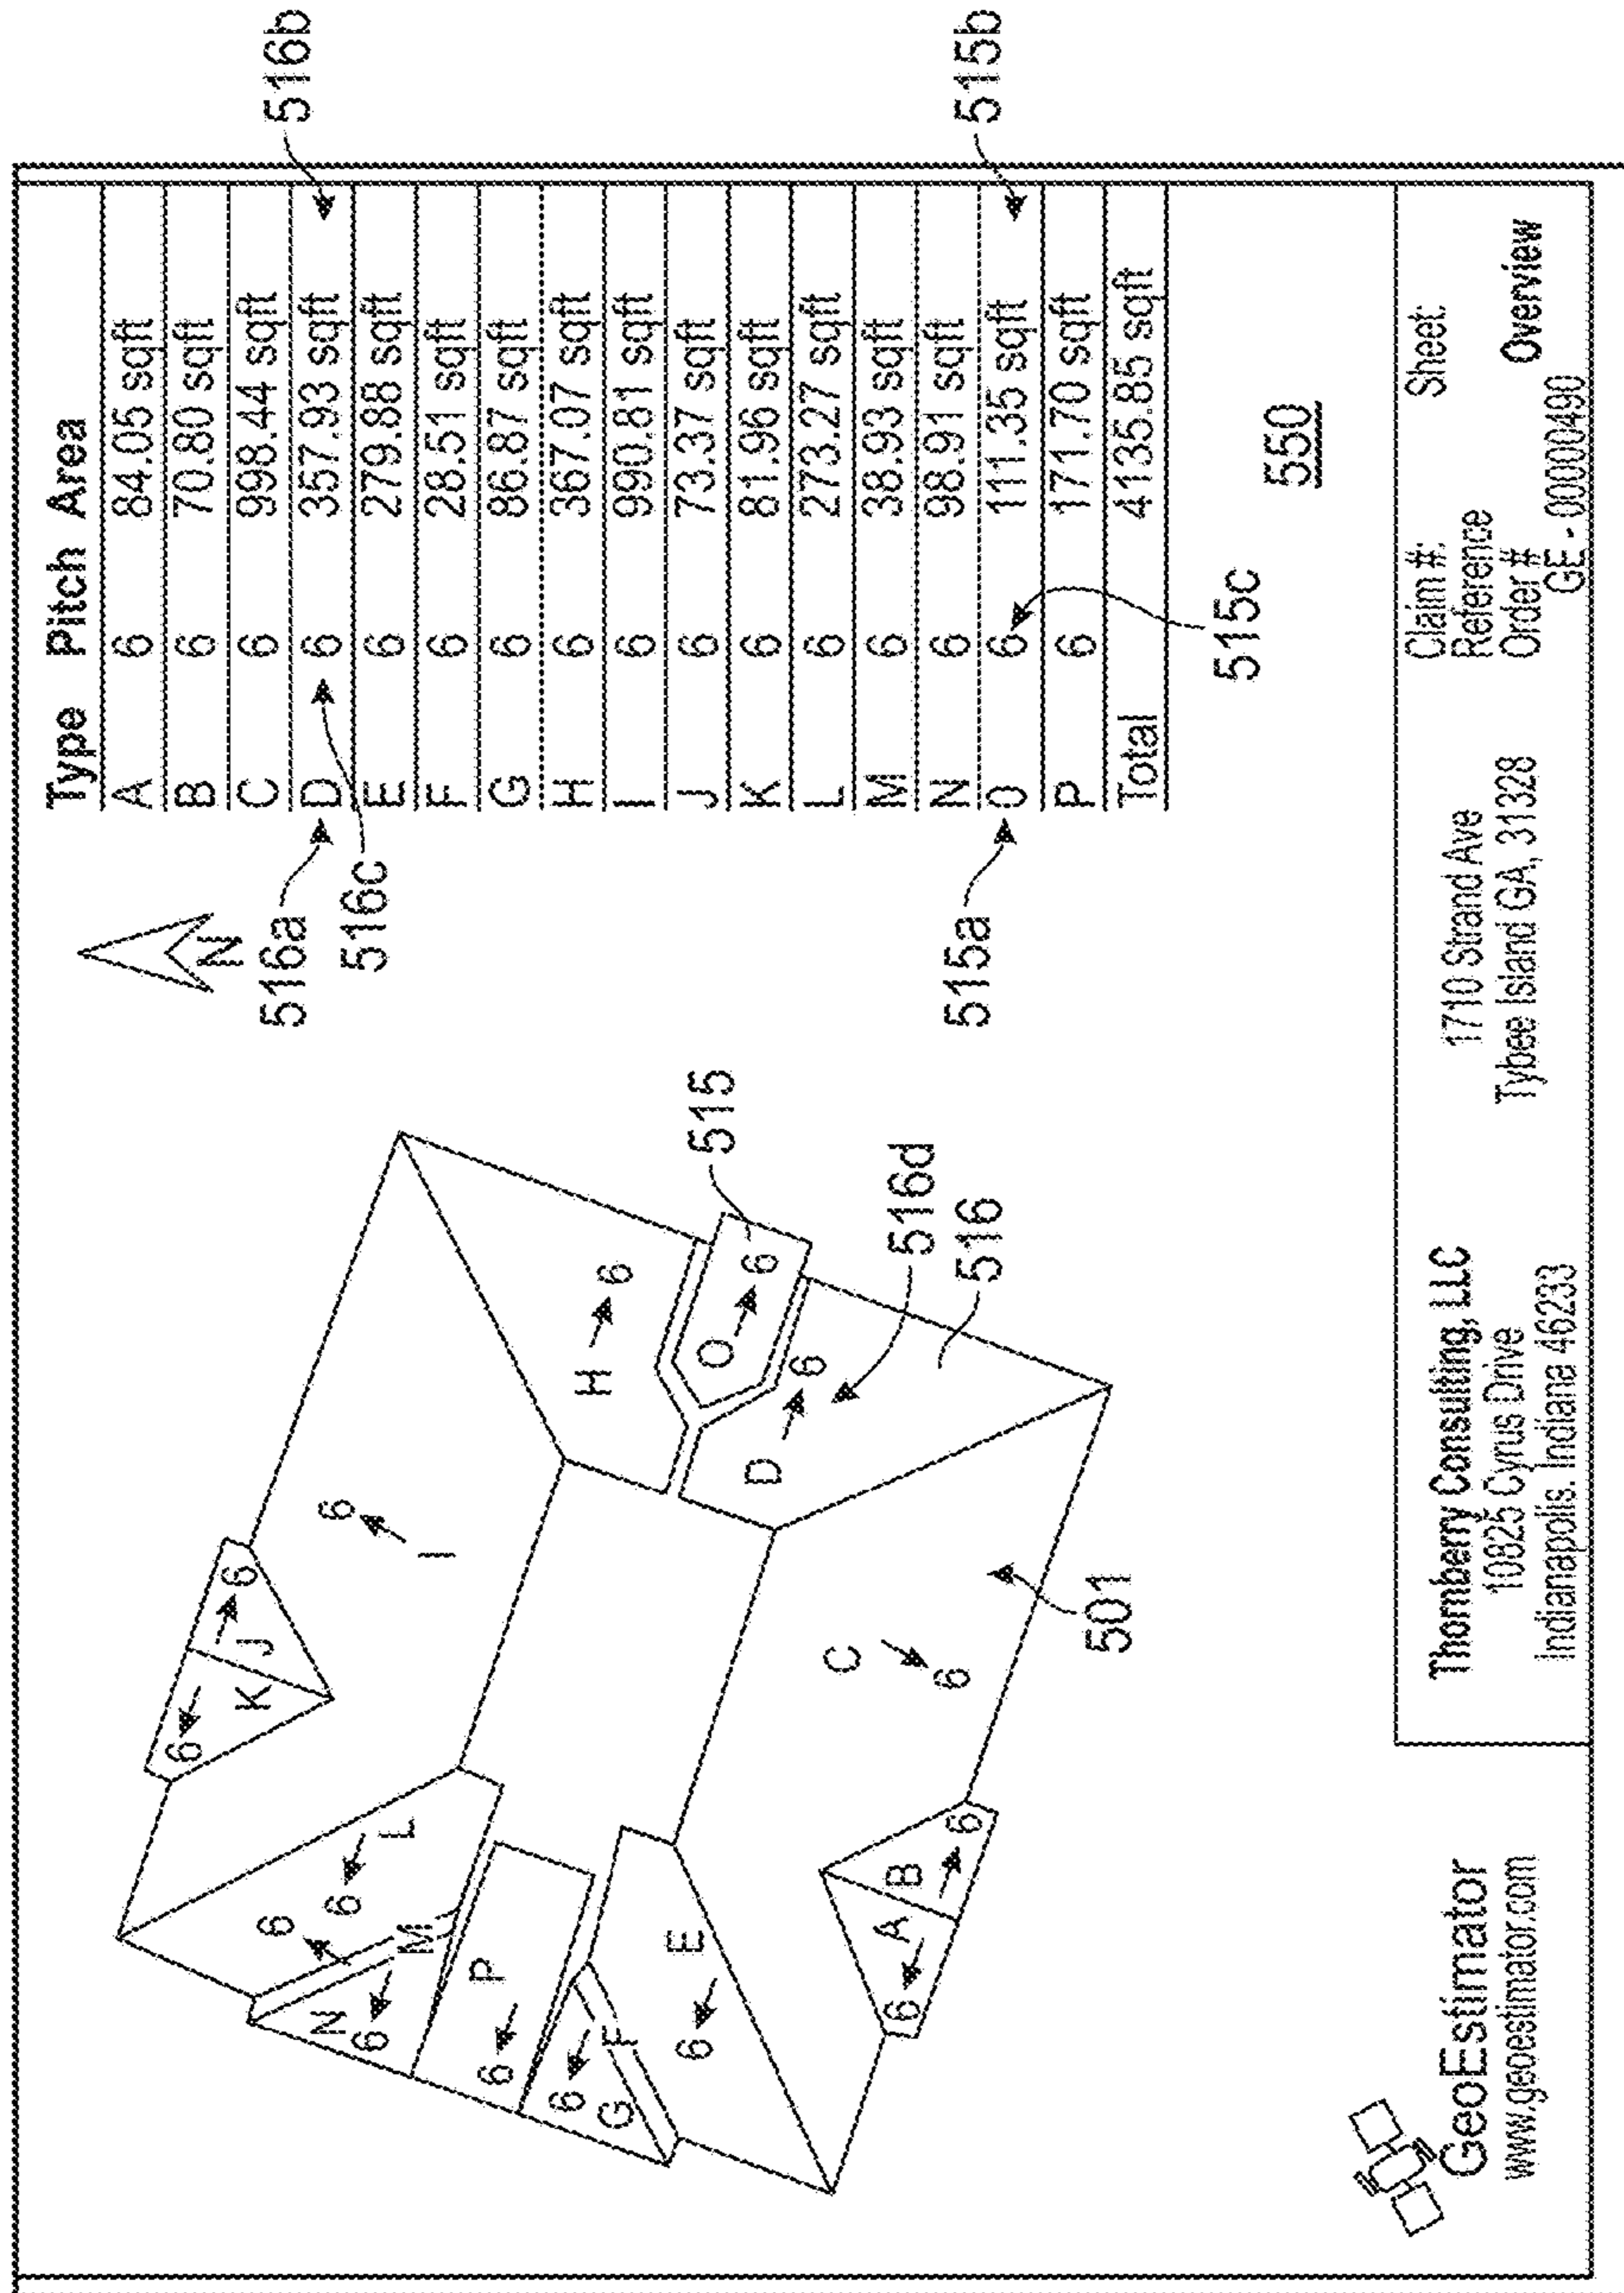 Type Pitch Area
A 6 84.05 sqft
B 6 70.80 sqft
C 6 998.44 sqft
D 6 357.93 sqft
E 6 279.88 sqft
F 6 28.51 sqft
G 6 86.87 sqft
H 6 367.07 sqft
I 6 990.81 sqft
J 6 73.37 sqft
K 6 81.96 sqft
L 6 273.27 sqft
M 6 38.93 sqft
N 6 98.91 sqft
O 6 111.35 sqft
P 6 171.70 sqft
Total 4135.85 sqft
N
516a
516c
516b
515a
515b
515c
550
6
K
J
6
I
6
L
6
6
M
N
6
P
6
6
F
G
E
6
H
6
O
6
515
D
6
516d
516
C
6
501
A
6
B
6
GeoEstimator
www.geoestimator.com
Thornberry Consulting, LLC
10825 Cyrus Drive
Indianapolis. Indiana 46233
1710 Strand Ave
Tybee Island GA, 31328
Claim #:
Reference
Order #
GE - 00000490
Sheet:
Overview